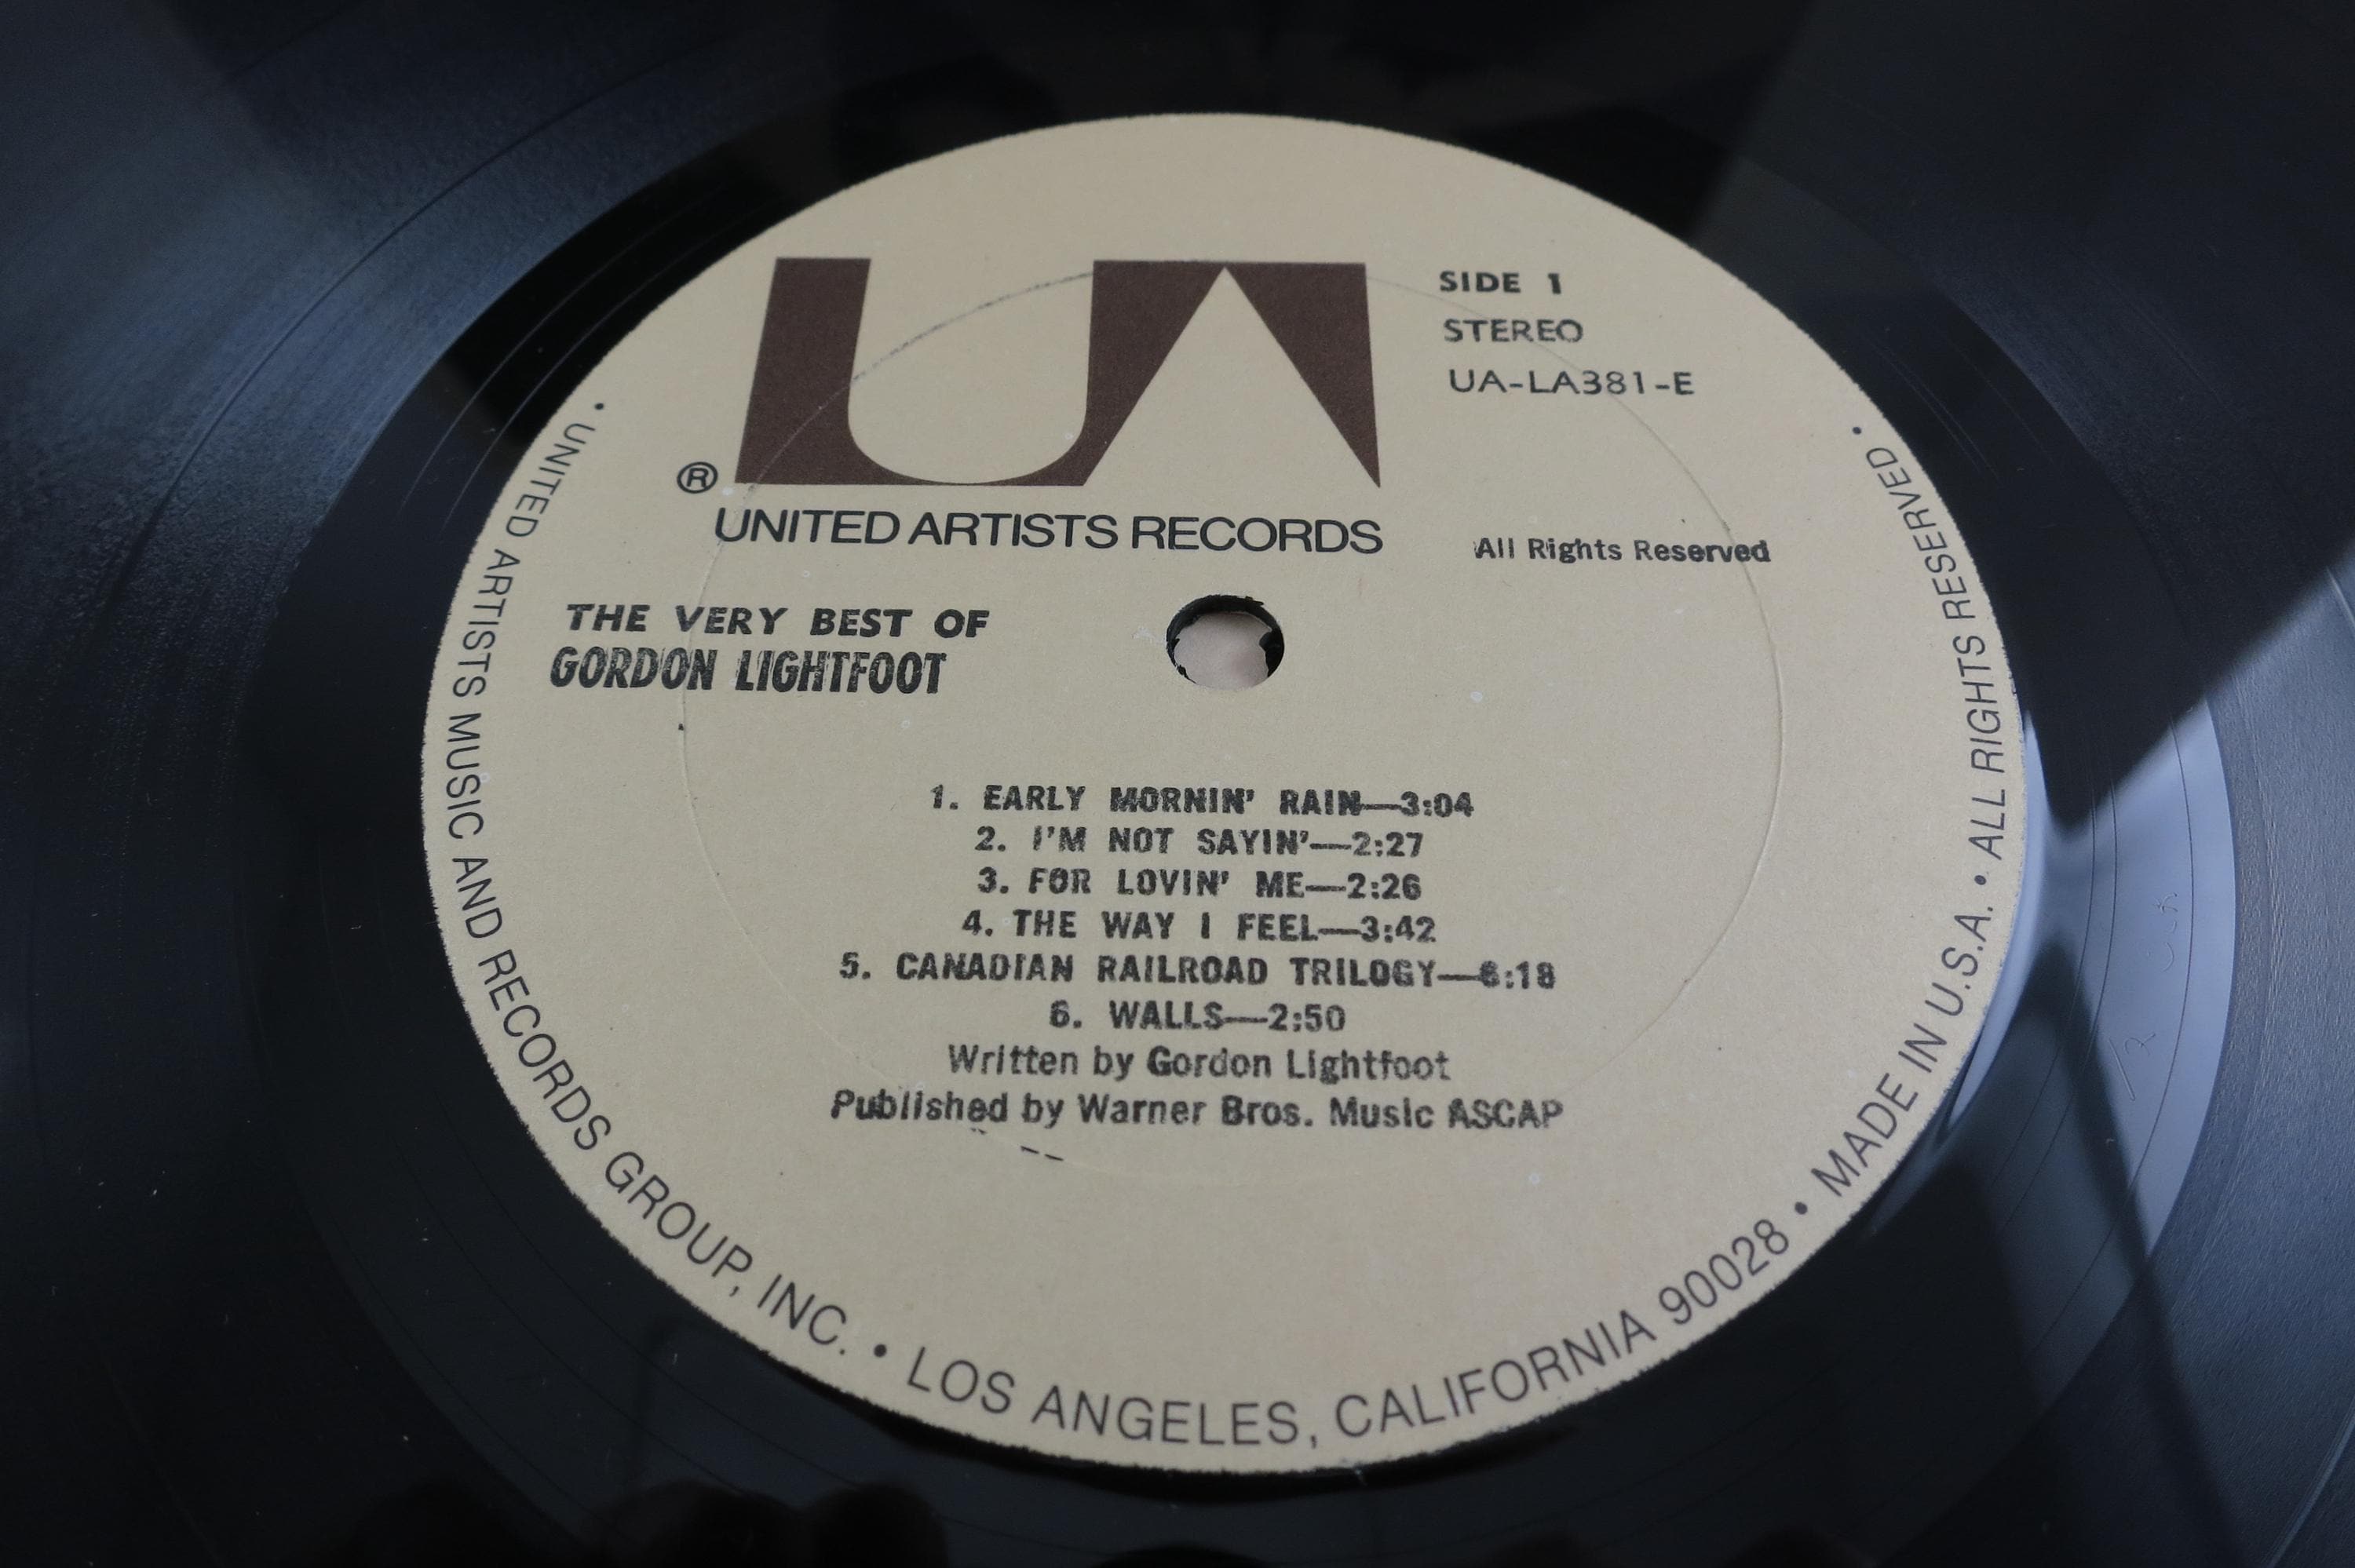 UA
SIDE 1
STEREO
UA-LA381-E
®
UNITED ARTISTS RECORDS
All Rights Reserved
THE VERY BEST OF
GORDON LIGHTFOOT
1. EARLY MORNIN' RAIN—3:04
2. I'M NOT SAYIN'—2:27
3. FOR LOVIN' ME—2:26
4. THE WAY I FEEL—3:42
5. CANADIAN RAILROAD TRILOGY—6:18
6. WALLS—2:50
Written by Gordon Lightfoot
Published by Warner Bros. Music ASCAP
• UNITED ARTISTS MUSIC AND RECORDS GROUP, INC. • LOS ANGELES, CALIFORNIA 90028 • MADE IN U.S.A. • ALL RIGHTS RESERVED •